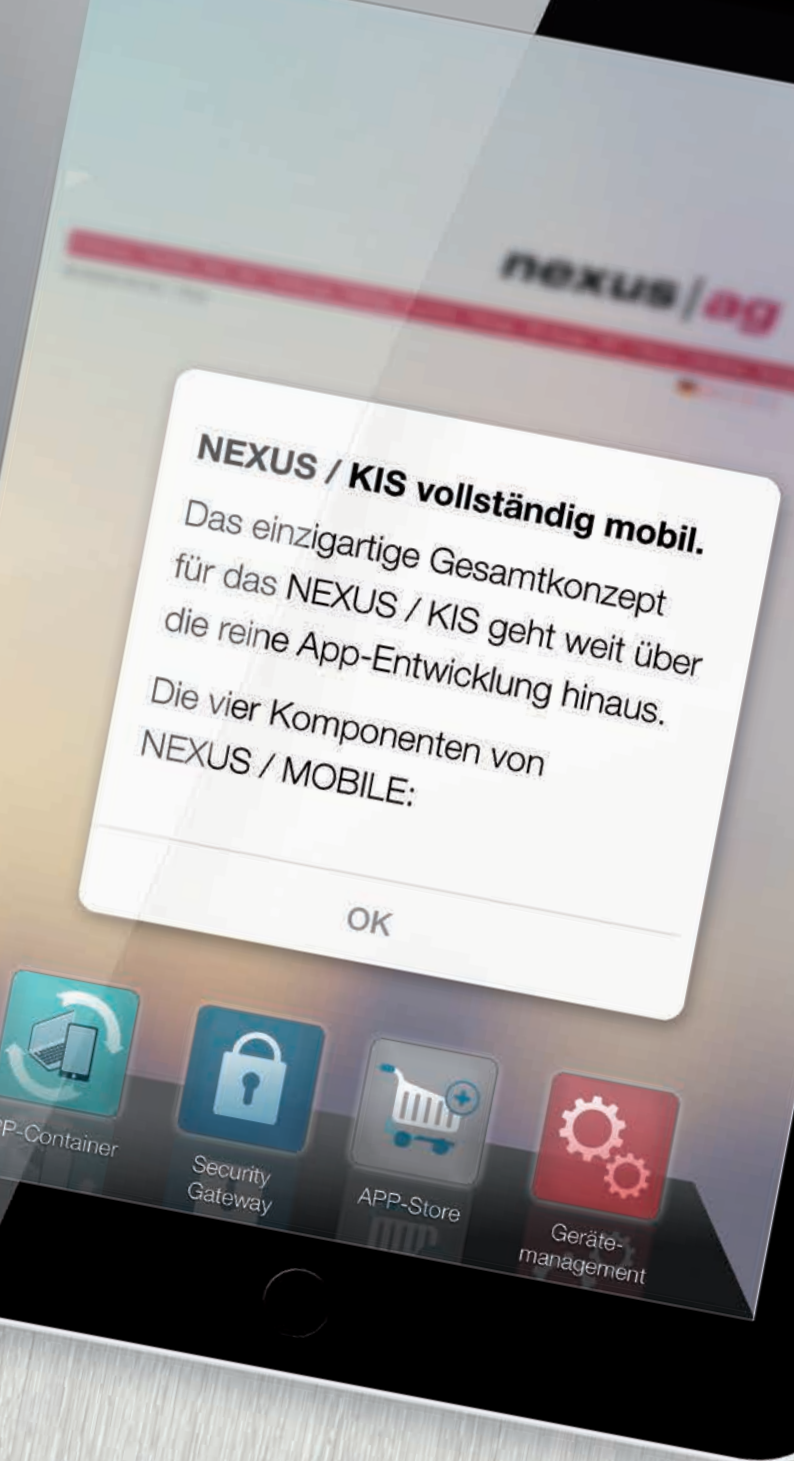 nexus/ag
NEXUS / KIS vollständig mobil.
Das einzigartige Gesamtkonzept
für das NEXUS / KIS geht weit über
die reine App-Entwicklung hinaus.
Die vier Komponenten von
NEXUS / MOBILE:
OK
P-Container
Security
Gateway
APP-Store
Geräte-
management